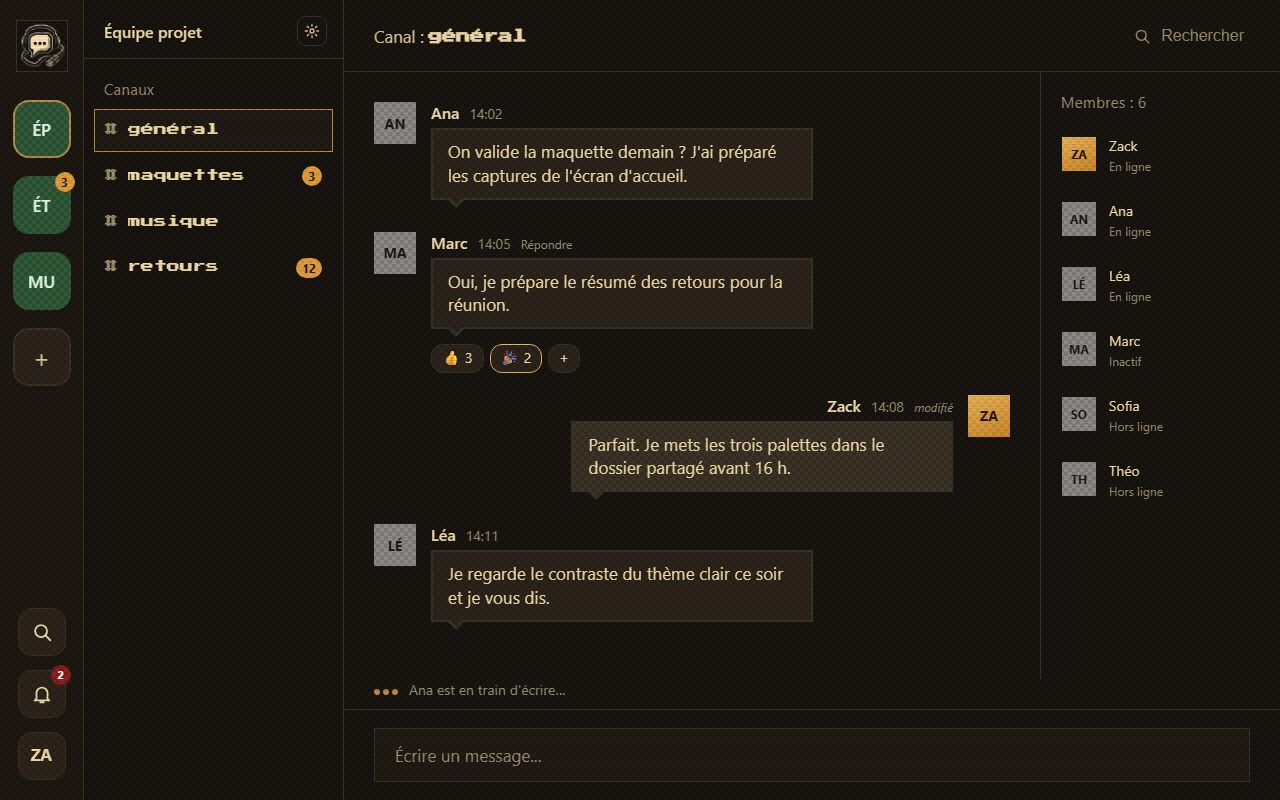 ÉP
3
ÉT
MU
+
2
ZA
Équipe projet
Canaux
# général
# maquettes 3
# musique
# retours 12
Canal : général
Rechercher
AN
Ana 14:02
On valide la maquette demain ? J'ai préparé
les captures de l'écran d'accueil.
MA
Marc 14:05 Répondre
Oui, je prépare le résumé des retours pour la
réunion.
👍 3 🎉 2 +
Zack 14:08 modifié
ZA
Parfait. Je mets les trois palettes dans le
dossier partagé avant 16 h.
LÉ
Léa 14:11
Je regarde le contraste du thème clair ce soir
et je vous dis.
Ana est en train d'écrire...
Écrire un message...
Membres : 6
ZA
Zack
En ligne
AN
Ana
En ligne
LÉ
Léa
En ligne
MA
Marc
Inactif
SO
Sofia
Hors ligne
TH
Théo
Hors ligne